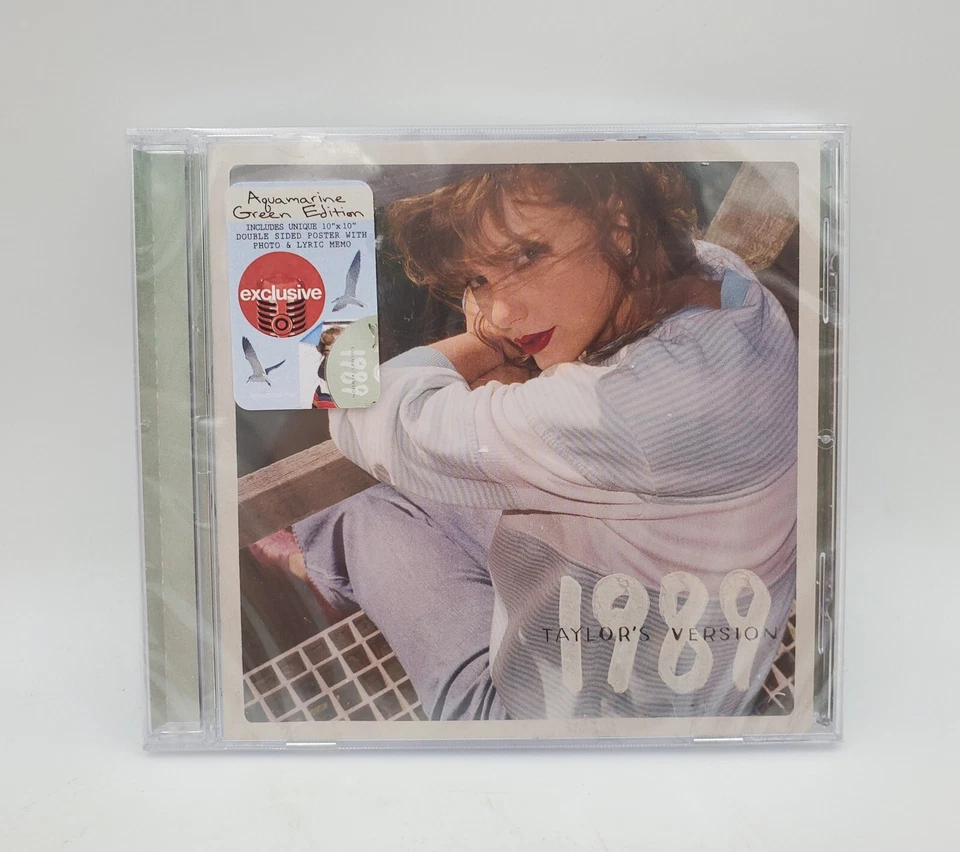 Aquamarine
Green Edition
INCLUDES UNIQUE 10"x10"
DOUBLE SIDED POSTER WITH
PHOTO & LYRIC MEMO
exclusive
1989
1989
TAYLOR'S VERSION